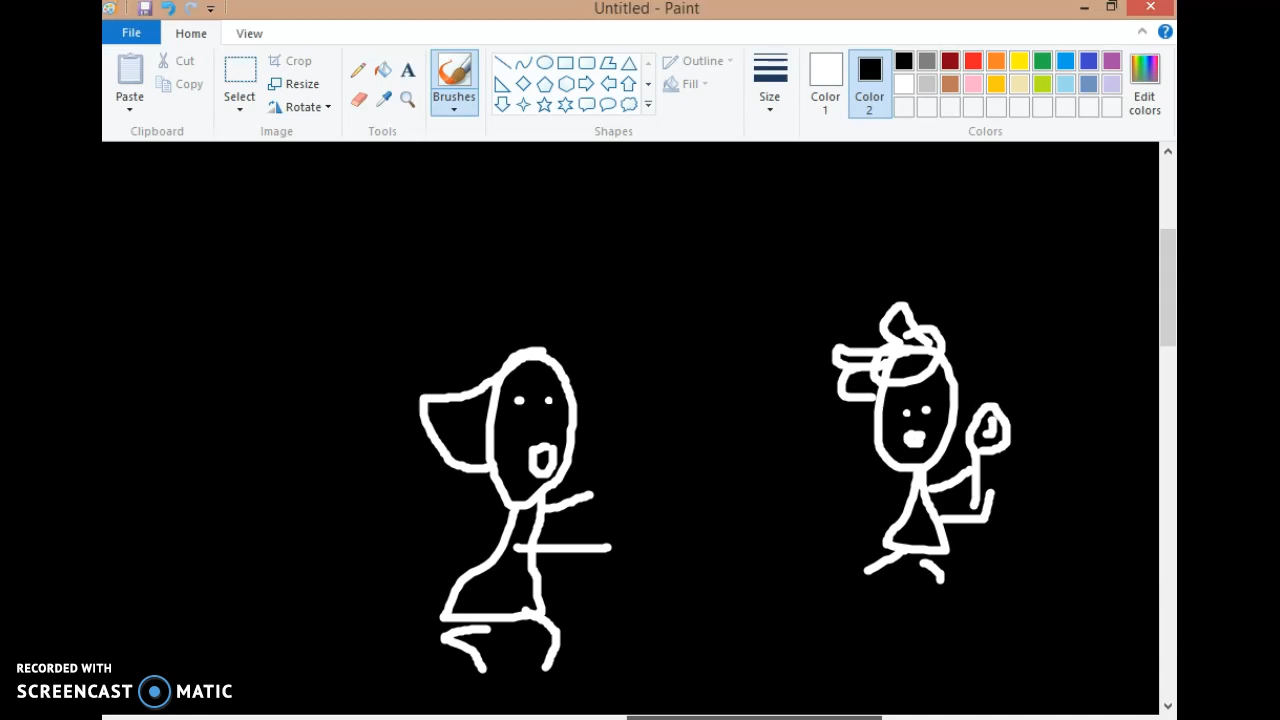 Untitled - Paint
File Home View
Paste
Cut
Copy
Clipboard
Select
Crop
Resize
Rotate
Image
A
Tools
Brushes
Outline
Fill
Shapes
Size
Color 1
Color 2
Edit colors
Colors
RECORDED WITH
SCREENCAST MATIC